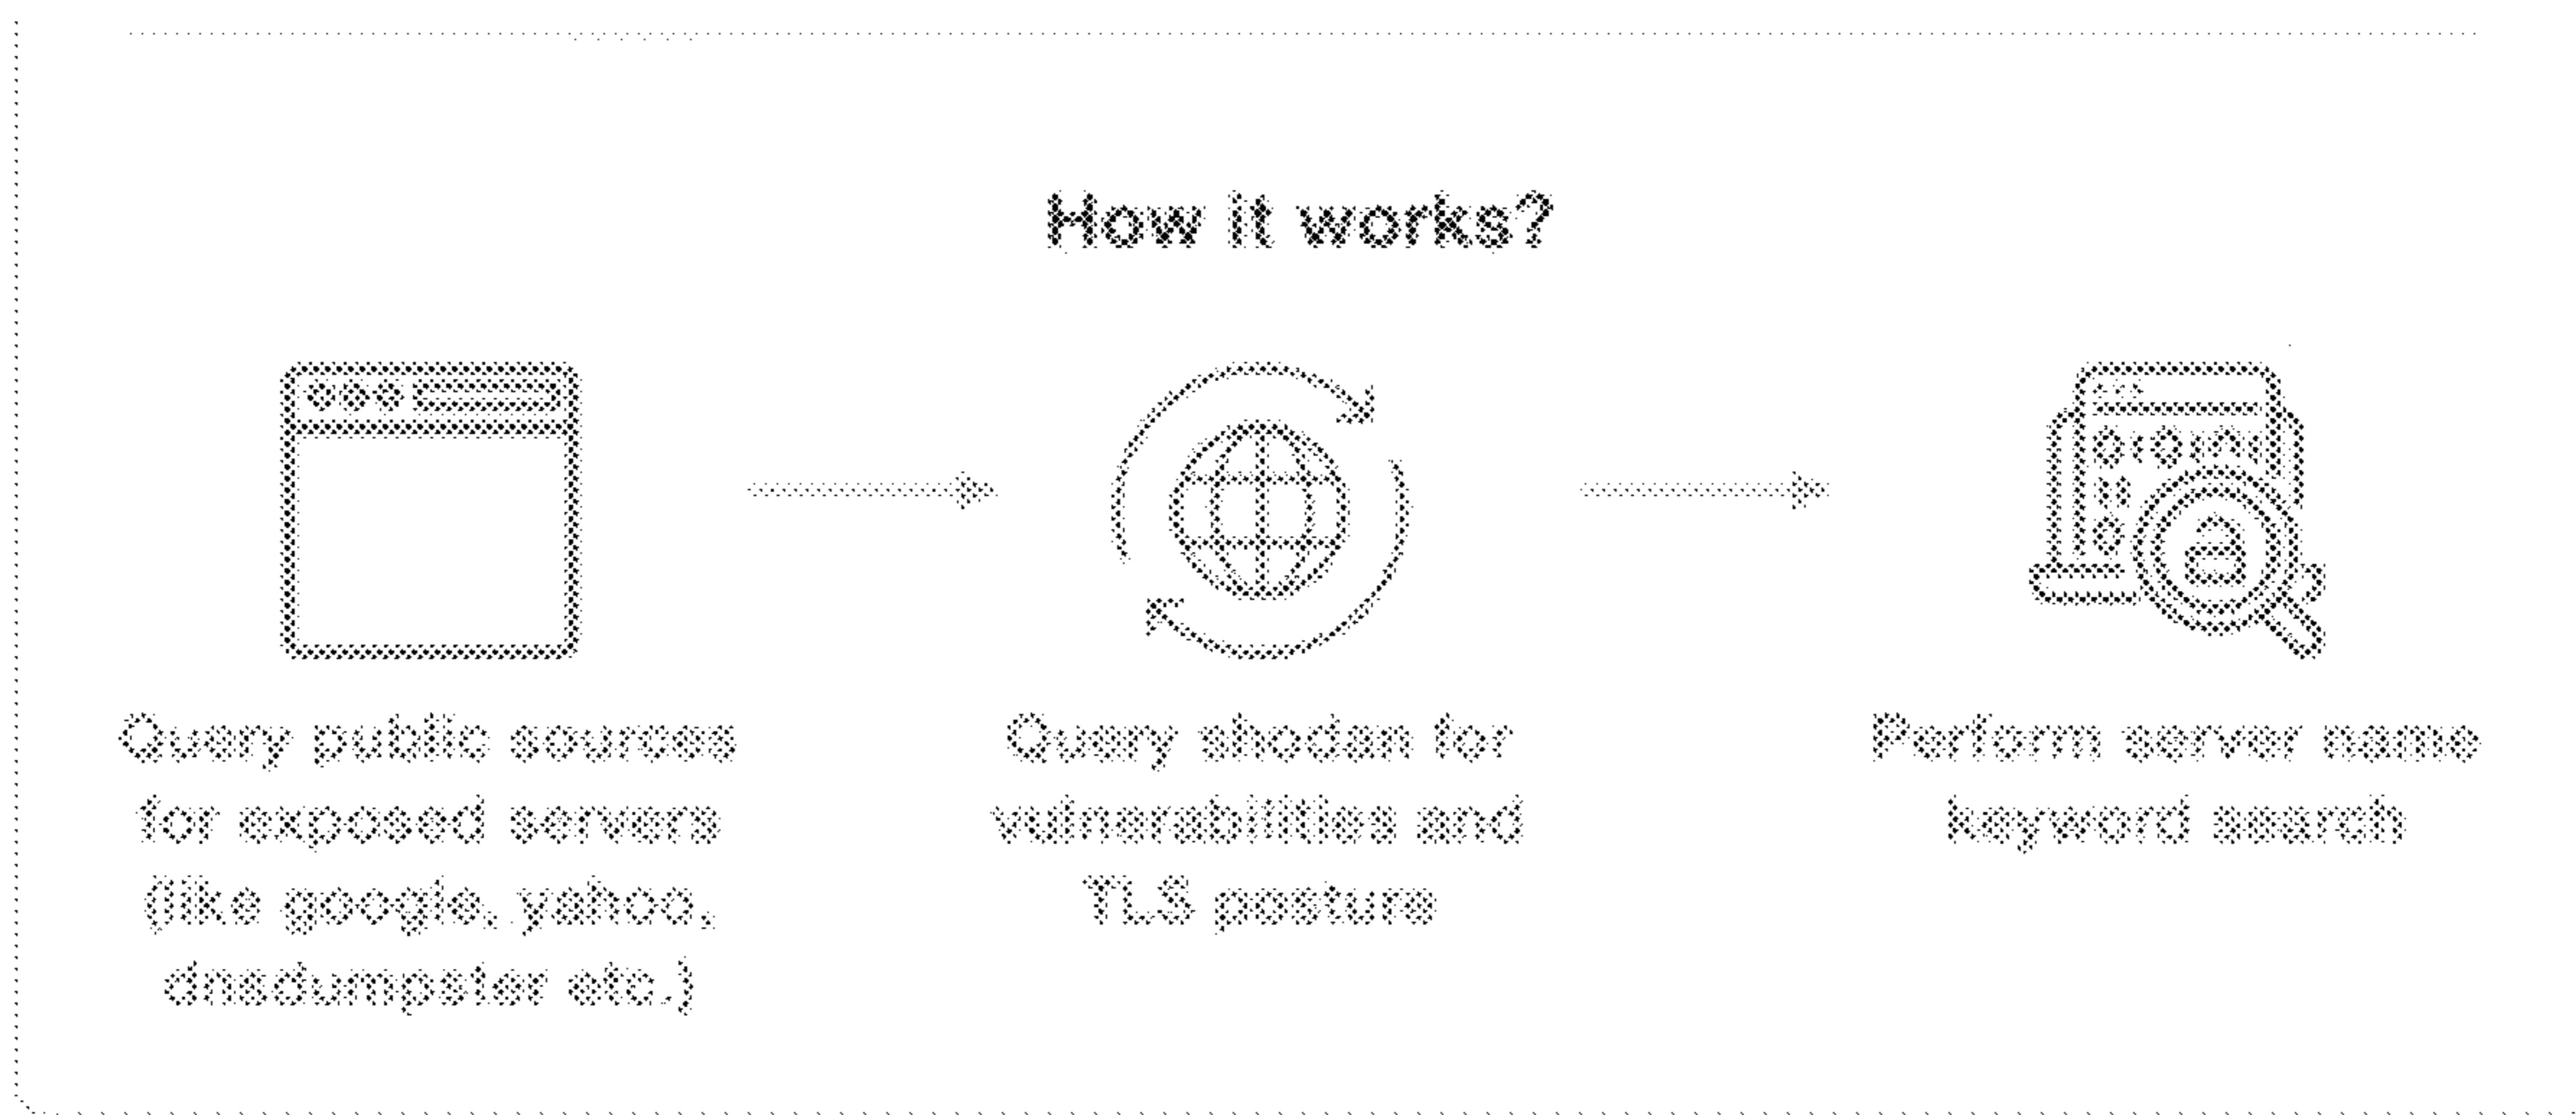 How it works?
Query public sources
for exposed servers
(like google, yahoo,
dnsdumpster etc.)
Query shodan for
vulnerabilities and
TLS posture
Perform server name
keyword search